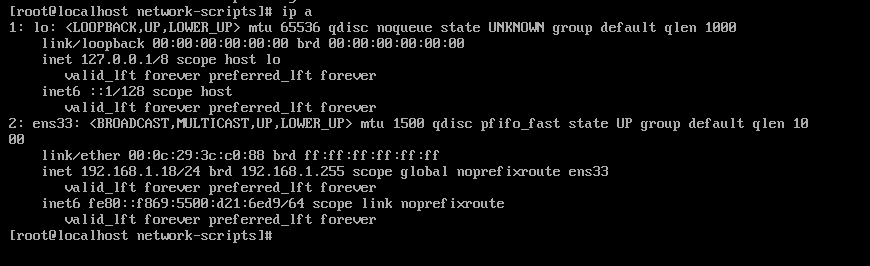 [root@localhost network-scripts]# ip a
1: lo: <LOOPBACK,UP,LOWER_UP> mtu 65536 qdisc noqueue state UNKNOWN group default qlen 1000
    link/loopback 00:00:00:00:00:00 brd 00:00:00:00:00:00
    inet 127.0.0.1/8 scope host lo
       valid_lft forever preferred_lft forever
    inet6 ::1/128 scope host
       valid_lft forever preferred_lft forever
2: ens33: <BROADCAST,MULTICAST,UP,LOWER_UP> mtu 1500 qdisc pfifo_fast state UP group default qlen 10
00
    link/ether 00:0c:29:3c:c0:88 brd ff:ff:ff:ff:ff:ff
    inet 192.168.1.18/24 brd 192.168.1.255 scope global noprefixroute ens33
       valid_lft forever preferred_lft forever
    inet6 fe80::f869:5500:d21:6ed9/64 scope link noprefixroute
       valid_lft forever preferred_lft forever
[root@localhost network-scripts]#